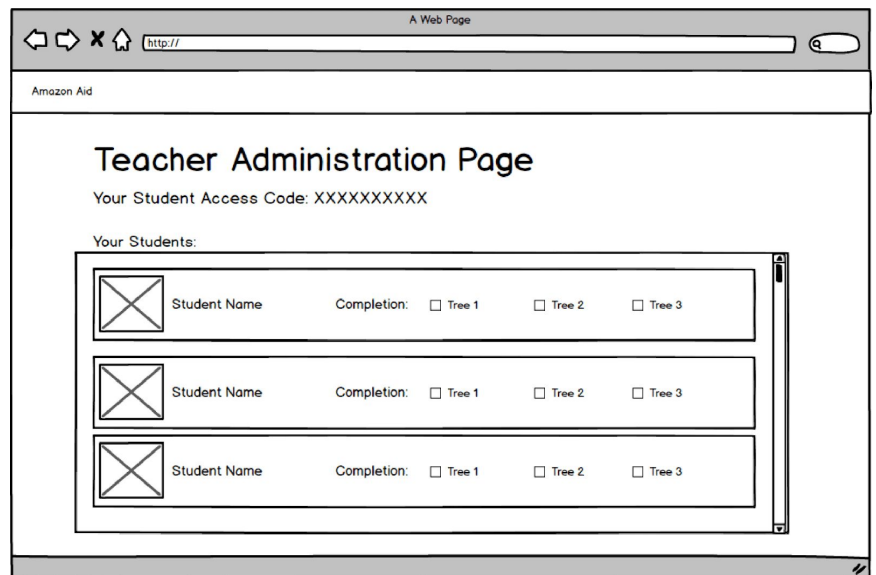 A Web Page
http://
Amazon Aid
Teacher Administration Page
Your Student Access Code: XXXXXXXXXX
Your Students:
Student Name Completion: Tree 1 Tree 2 Tree 3
Student Name Completion: Tree 1 Tree 2 Tree 3
Student Name Completion: Tree 1 Tree 2 Tree 3